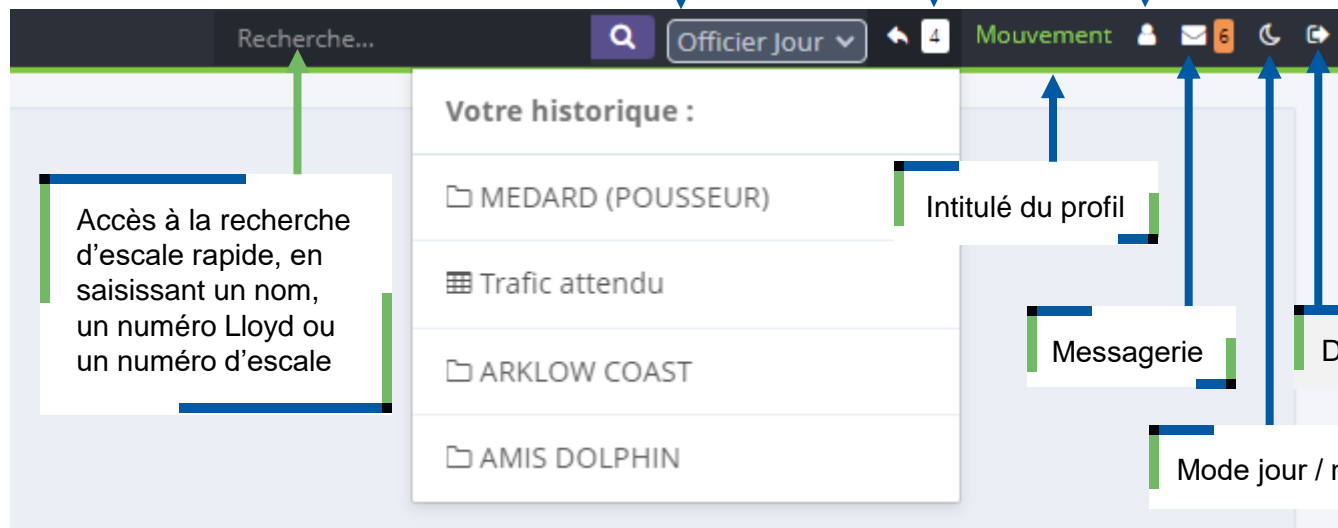 Recherche...
Officier Jour
4
Mouvement
6
Votre historique :
MEDARD (POUSSEUR)
Trafic attendu
ARKLOW COAST
AMIS DOLPHIN
Accès à la recherche
d’escale rapide, en
saisissant un nom,
un numéro Lloyd ou
un numéro d’escale
Intitulé du profil
Messagerie
Mode jour /